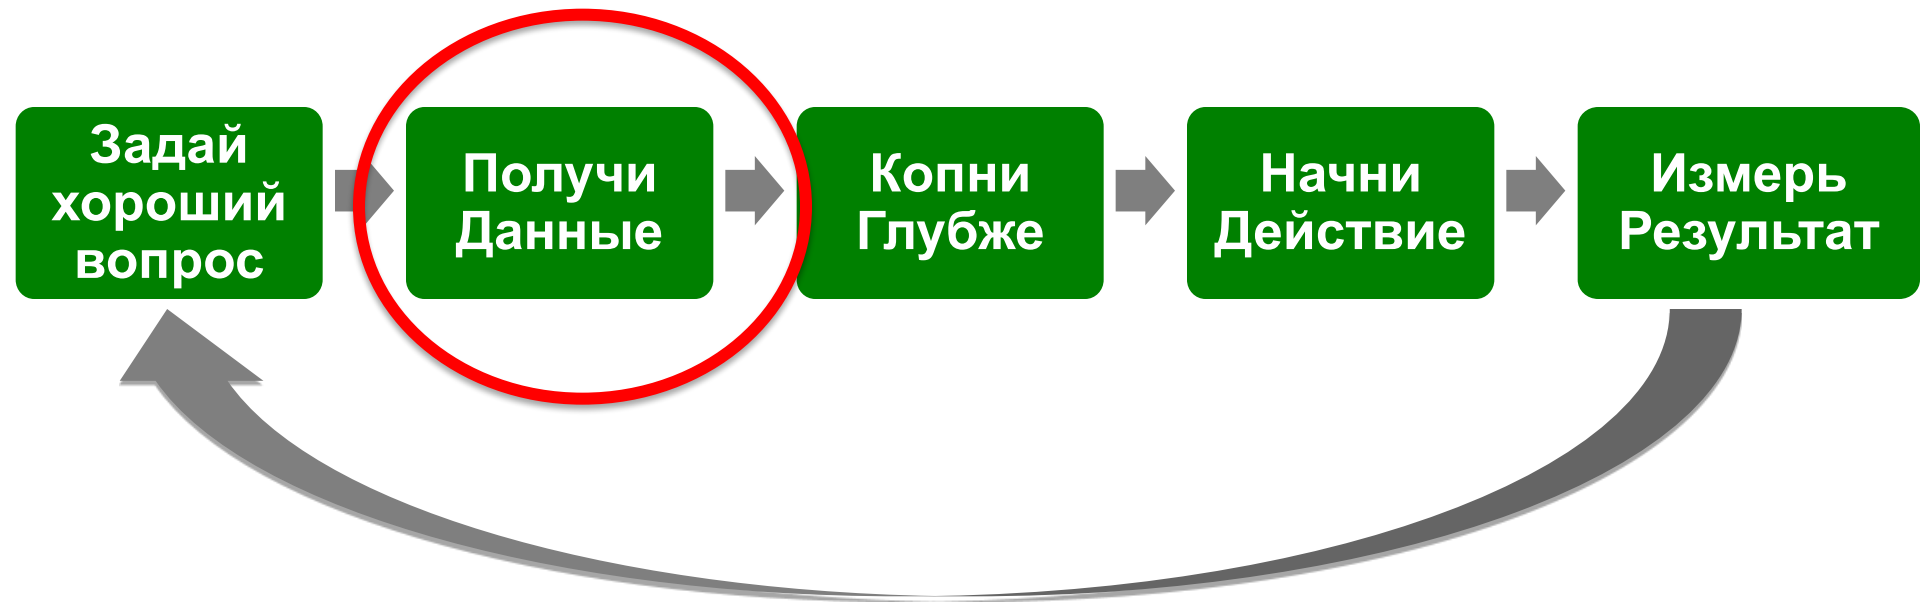 Задай
хороший
вопрос
Получи
Данные
Копни
Глубже
Начни
Действие
Измерь
Результат